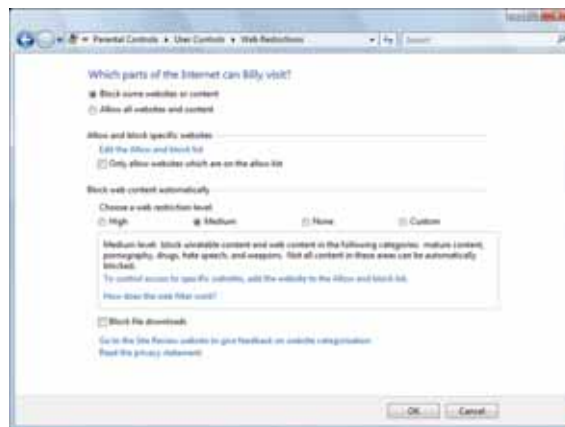 Parental Controls User Controls Web Restrictions
Search
Which parts of the Internet can Billy visit?
Block some websites or content
Allow all websites and content
Allow and block specific websites
Edit the Allow and block list
Only allow websites which are on the allow list
Block web content automatically
Choose a web restriction level:
High Medium None Custom
Medium level: block unratable content and web content in the following categories: mature content,
pornography, drugs, hate speech, and weapons. Not all content in these areas can be automatically
blocked.
To control access to specific websites, add the website to the Allow and block list.
How does the web filter work?
Block file downloads
Go to the Site Review website to give feedback on website categorisation
Read the privacy statement
OK Cancel